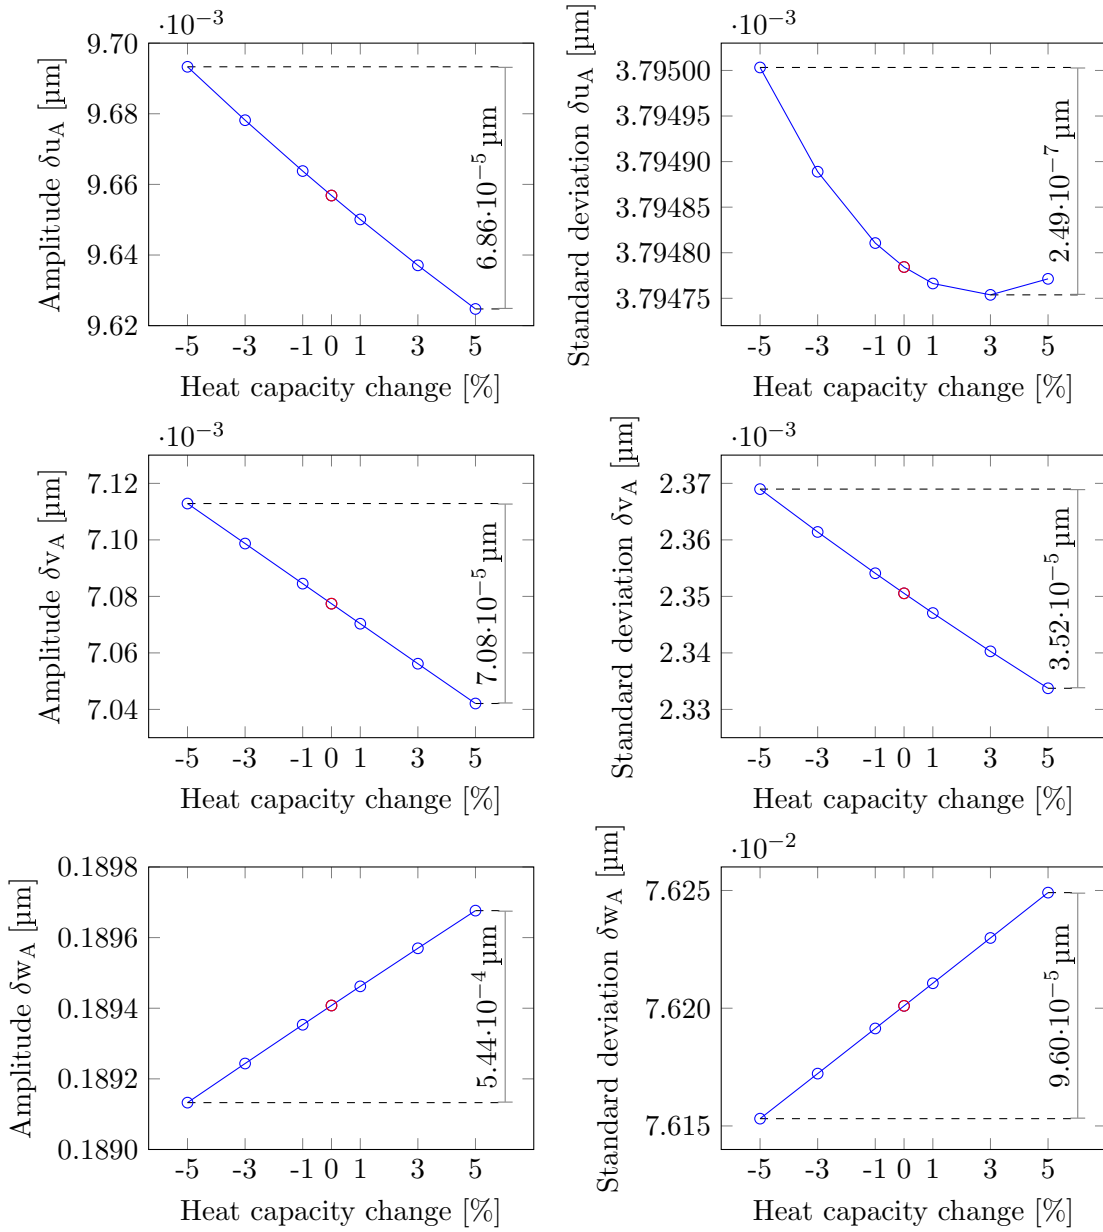 ·10⁻³
Amplitude δu_A [µm]
9.70
9.68
9.66
9.64
9.62
6.86·10⁻⁵ µm
-5 -3 -1 0 1 3 5
Heat capacity change [%]
·10⁻³
Standard deviation δu_A [µm]
3.79500
3.79495
3.79490
3.79485
3.79480
3.79475
2.49·10⁻⁷ µm
-5 -3 -1 0 1 3 5
Heat capacity change [%]
·10⁻³
Amplitude δv_A [µm]
7.12
7.10
7.08
7.06
7.04
7.08·10⁻⁵ µm
-5 -3 -1 0 1 3 5
Heat capacity change [%]
·10⁻³
Standard deviation δv_A [µm]
2.37
2.36
2.35
2.34
2.33
3.52·10⁻⁵ µm
-5 -3 -1 0 1 3 5
Heat capacity change [%]
Amplitude δw_A [µm]
0.1898
0.1896
0.1894
0.1892
0.1890
5.44·10⁻⁴ µm
-5 -3 -1 0 1 3 5
Heat capacity change [%]
·10⁻²
Standard deviation δw_A [µm]
7.625
7.620
7.615
9.60·10⁻⁵ µm
-5 -3 -1 0 1 3 5
Heat capacity change [%]